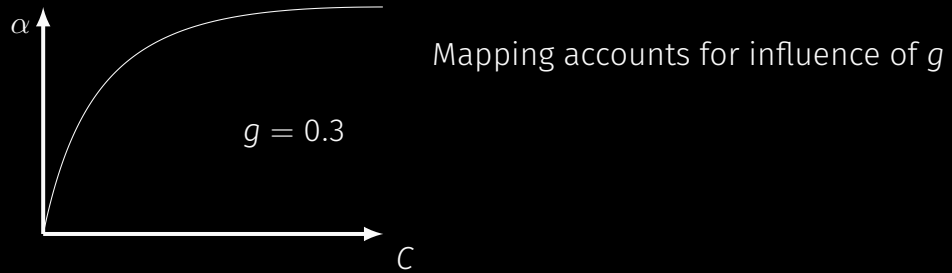 α
Mapping accounts for influence of g
g = 0.3
C